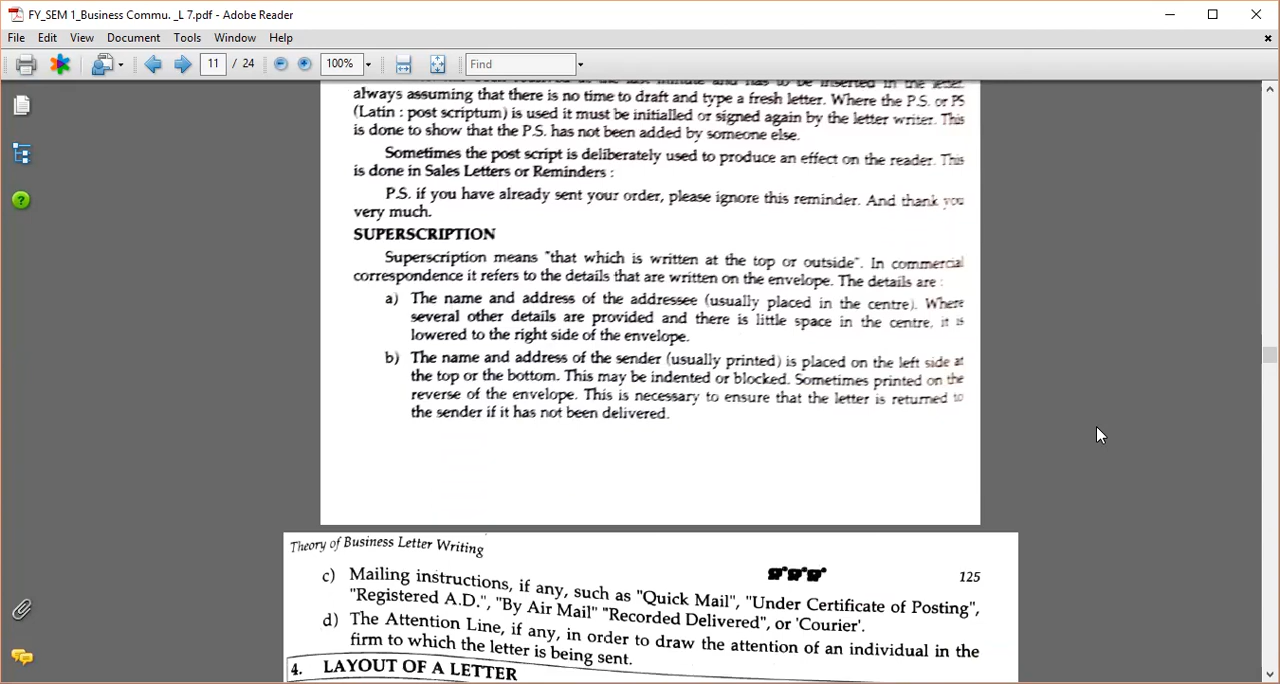 FY_SEM 1_Business Commu. _L 7.pdf - Adobe Reader
File Edit View Document Tools Window Help
11 / 24 100% Find
always assuming that there is no time to draft and type a fresh letter. Where the P.S. or PS
(Latin : post scriptum) is used it must be initialled or signed again by the letter writer. This
is done to show that the P.S. has not been added by someone else.
Sometimes the post script is deliberately used to produce an effect on the reader. This
is done in Sales Letters or Reminders :
P.S. if you have already sent your order, please ignore this reminder. And thank you
very much.
SUPERSCRIPTION
Superscription means "that which is written at the top or outside". In commercial
correspondence it refers to the details that are written on the envelope. The details are :
a) The name and address of the addressee (usually placed in the centre). Where
several other details are provided and there is little space in the centre, it is
lowered to the right side of the envelope.
b) The name and address of the sender (usually printed) is placed on the left side at
the top or the bottom. This may be indented or blocked. Sometimes printed on the
reverse of the envelope. This is necessary to ensure that the letter is returned to
the sender if it has not been delivered.
Theory of Business Letter Writing
125
c) Mailing instructions, if any, such as "Quick Mail", "Under Certificate of Posting",
"Registered A.D.", "By Air Mail" "Recorded Delivered", or 'Courier'.
d) The Attention Line, if any, in order to draw the attention of an individual in the
firm to which the letter is being sent.
4. LAYOUT OF A LETTER